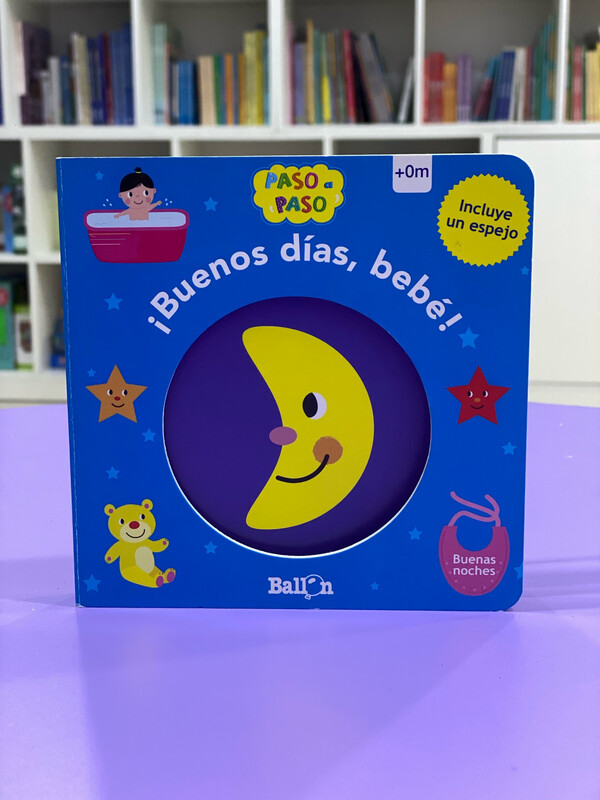 PASO a
PASO
+0m
Incluye
un espejo
¡Buenos días, bebé!
Buenas
noches
Ballon